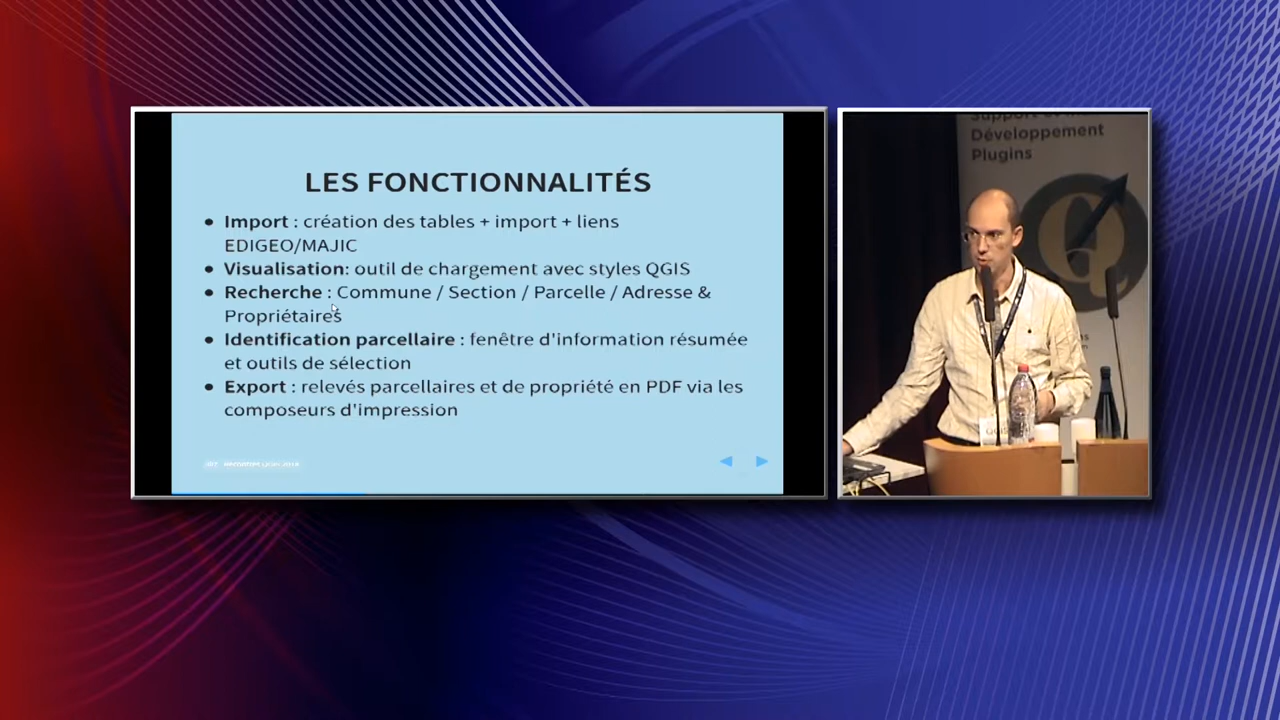 LES FONCTIONNALITÉS
• Import : création des tables + import + liens
EDIGEO/MAJIC
• Visualisation: outil de chargement avec styles QGIS
• Recherche : Commune / Section / Parcelle / Adresse &
Propriétaires
• Identification parcellaire : fenêtre d'information résumée
et outils de sélection
• Export : relevés parcellaires et de propriété en PDF via les
composeurs d'impression
Support et
Développement
Plugins